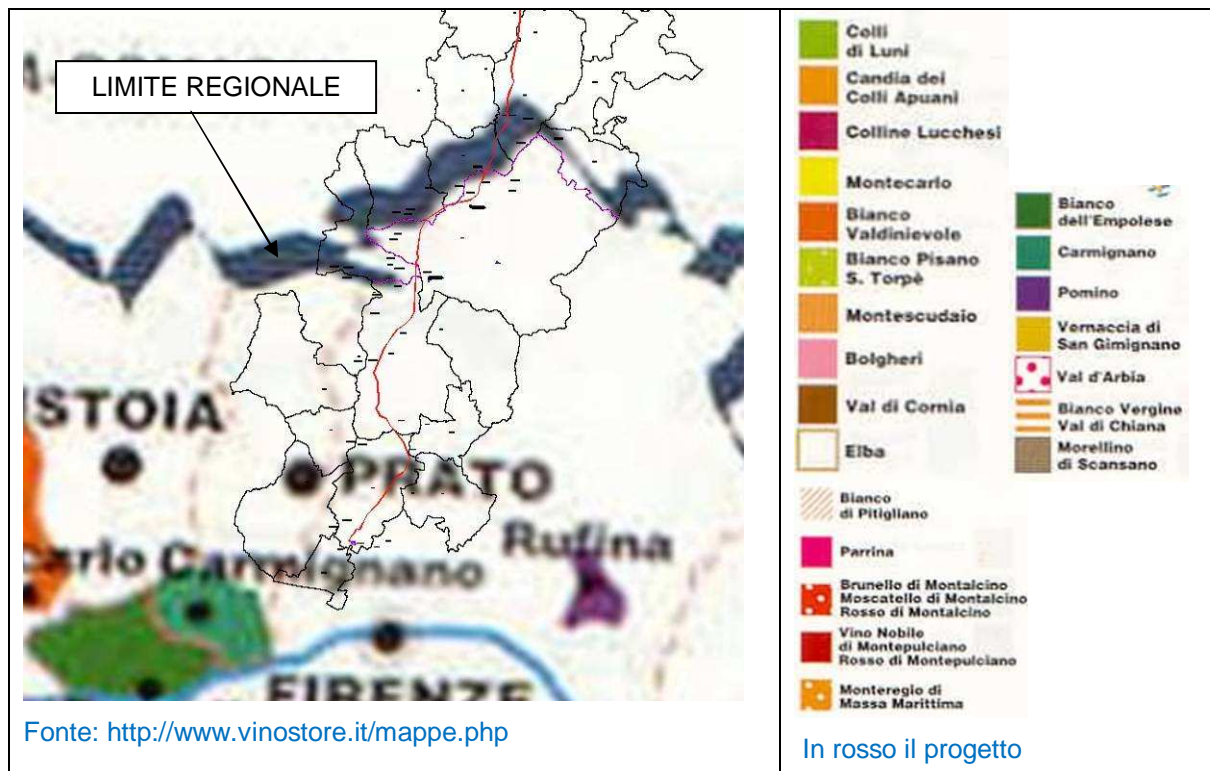 LIMITE REGIONALE
ISTOIA
PRATO
Rufina
carlo Carmignano
FIRENZE
Fonte: http://www.vinostore.it/mappe.php
Colli
di Luni
Candia dei
Colli Apuani
Colline Lucchesi
Montecarlo
Bianco
Valdinievole
Bianco Pisano
S. Torpè
Montescudaio
Bolgheri
Val di Cornia
Elba
Bianco
di Pitigliano
Parrina
Brunello di Montalcino
Moscatello di Montalcino
Rosso di Montalcino
Vino Nobile
di Montepulciano
Rosso di Montepulciano
Monteregio di
Massa Marittima
Bianco
dell'Empolese
Carmignano
Pomino
Vernaccia di
San Gimignano
Val d'Arbia
Bianco Vergine
Val di Chiana
Morellino
di Scansano
In rosso il progetto